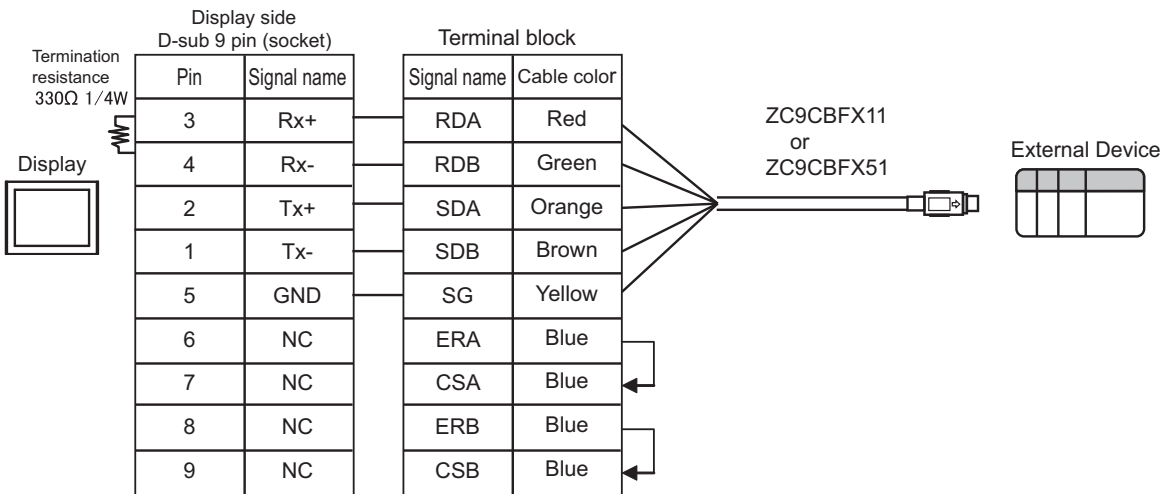 Display side
D-sub 9 pin (socket)
Terminal block
Termination
resistance
330Ω 1/4W
Pin Signal name Signal name Cable color
3 Rx+ RDA Red
4 Rx- RDB Green
2 Tx+ SDA Orange
1 Tx- SDB Brown
5 GND SG Yellow
6 NC ERA Blue
7 NC CSA Blue
8 NC ERB Blue
9 NC CSB Blue
Display
ZC9CBFX11
or
ZC9CBFX51
External Device